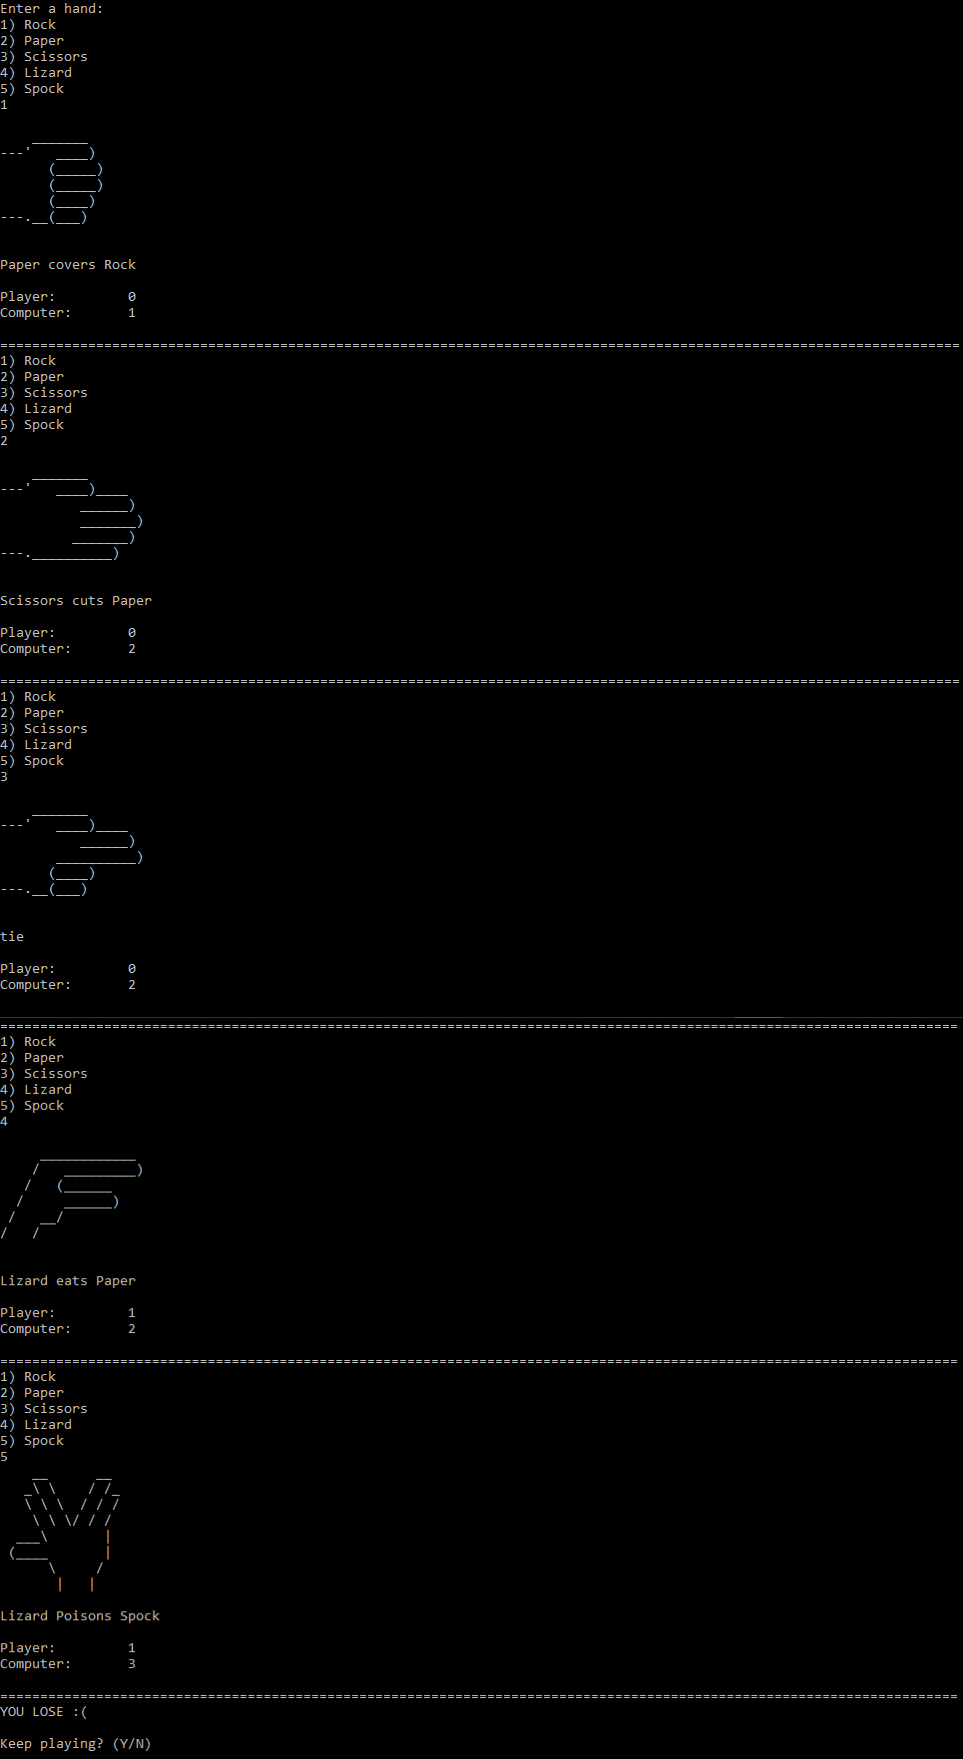 Enter a hand:
1) Rock
2) Paper
3) Scissors
4) Lizard
5) Spock
1
    _______
---'   ____)
      (_____)
      (_____)
      (____)
---.__(___)
Paper covers Rock
Player:         0
Computer:       1
========================================================================================================================
1) Rock
2) Paper
3) Scissors
4) Lizard
5) Spock
2
    _______
---'   ____)____
          ______)
          _______)
         _______)
---.__________)
Scissors cuts Paper
Player:         0
Computer:       2
========================================================================================================================
1) Rock
2) Paper
3) Scissors
4) Lizard
5) Spock
3
    _______
---'   ____)____
          ______)
       __________)
      (____)
---.__(___)
tie
Player:         0
Computer:       2
========================================================================================================================
1) Rock
2) Paper
3) Scissors
4) Lizard
5) Spock
4
     ____________
    /   _________)
   /   (______
  /     ______)
 /   __/
/   /
Lizard eats Paper
Player:         1
Computer:       2
========================================================================================================================
1) Rock
2) Paper
3) Scissors
4) Lizard
5) Spock
5
    __      __
   _\ \    / /_
   \ \ \  / / /
    \ \ \/ / /
  ___\       |
 (____       |
      \     /
       |   |
Lizard Poisons Spock
Player:         1
Computer:       3
========================================================================================================================
YOU LOSE :(
Keep playing? (Y/N)